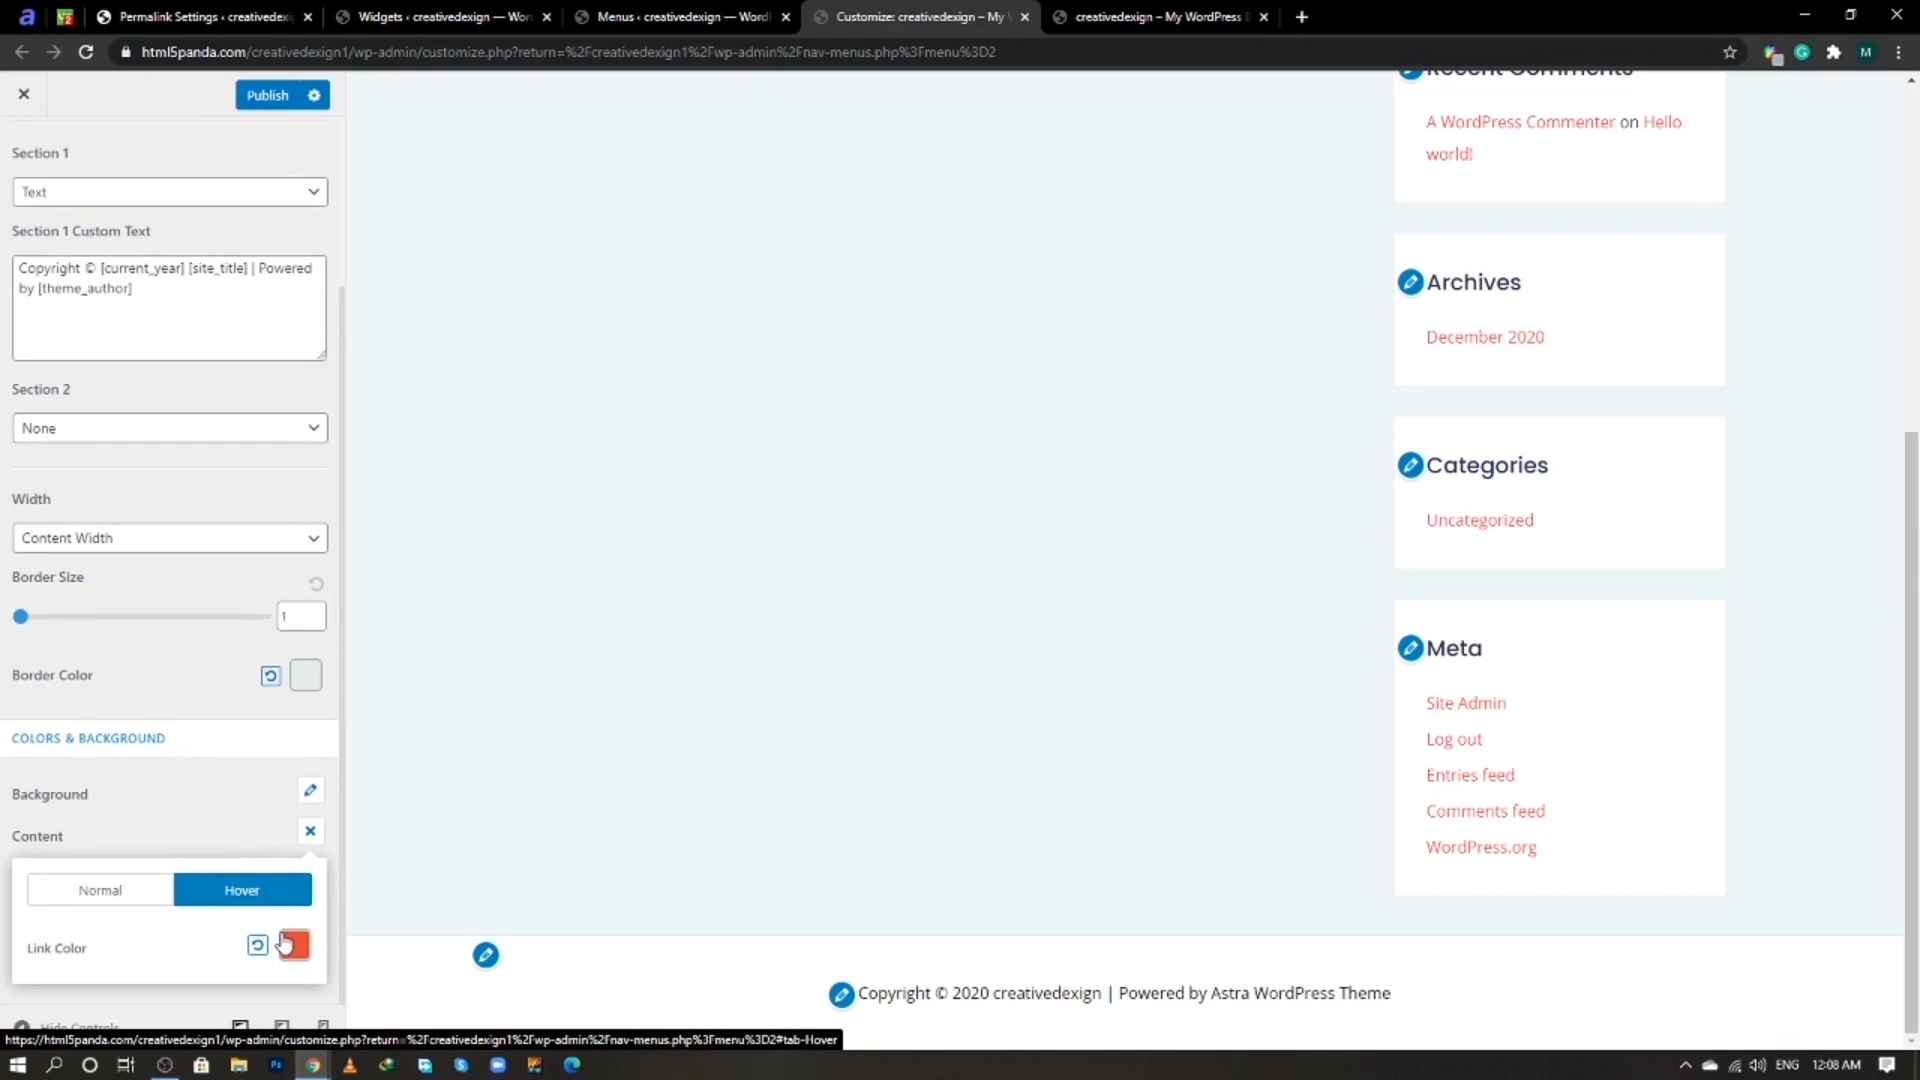 Permalink Settings ‹ creativedexi
Widgets ‹ creativedexign — Wor
Menus ‹ creativedexign — WordP
Customize: creativedexign – My W
creativedexign – My WordPress B
html5panda.com/creativedexign1/wp-admin/customize.php?return=%2Fcreativedexign1%2Fwp-admin%2Fnav-menus.php%3Fmenu%3D2
M
Publish
Section 1
Text
Section 1 Custom Text
Copyright © [current_year] [site_title] | Powered
by [theme_author]
Section 2
None
Width
Content Width
Border Size
1
Border Color
COLORS & BACKGROUND
Background
Content
Normal
Hover
Link Color
Hide Controls
Recent Comments
A WordPress Commenter on Hello
world!
Archives
December 2020
Categories
Uncategorized
Meta
Site Admin
Log out
Entries feed
Comments feed
WordPress.org
Copyright © 2020 creativedexign | Powered by Astra WordPress Theme
https://html5panda.com/creativedexign1/wp-admin/customize.php?return=%2Fcreativedexign1%2Fwp-admin%2Fnav-menus.php%3Fmenu%3D2#tab-Hover
ENG
12:08 AM